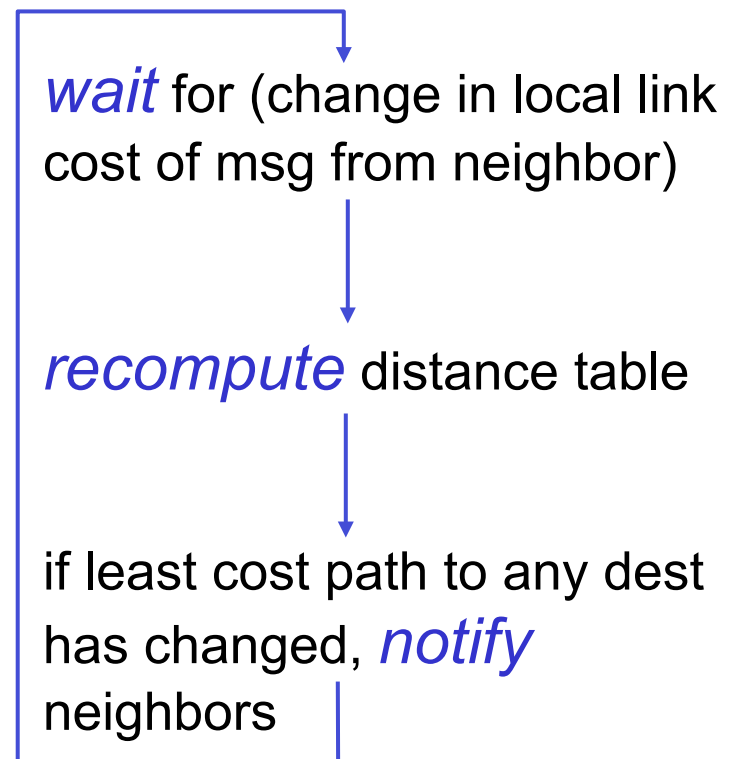 wait for (change in local link
cost of msg from neighbor)
recompute distance table
if least cost path to any dest
has changed, notify
neighbors